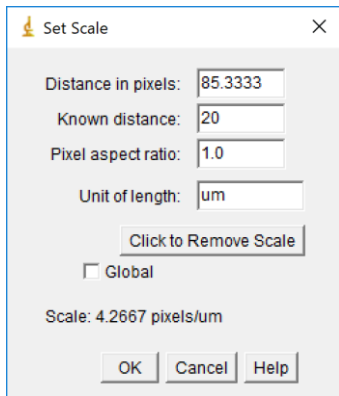 Set Scale
Distance in pixels: 85.3333
Known distance: 20
Pixel aspect ratio: 1.0
Unit of length: um
Click to Remove Scale
Global
Scale: 4.2667 pixels/um
OK Cancel Help